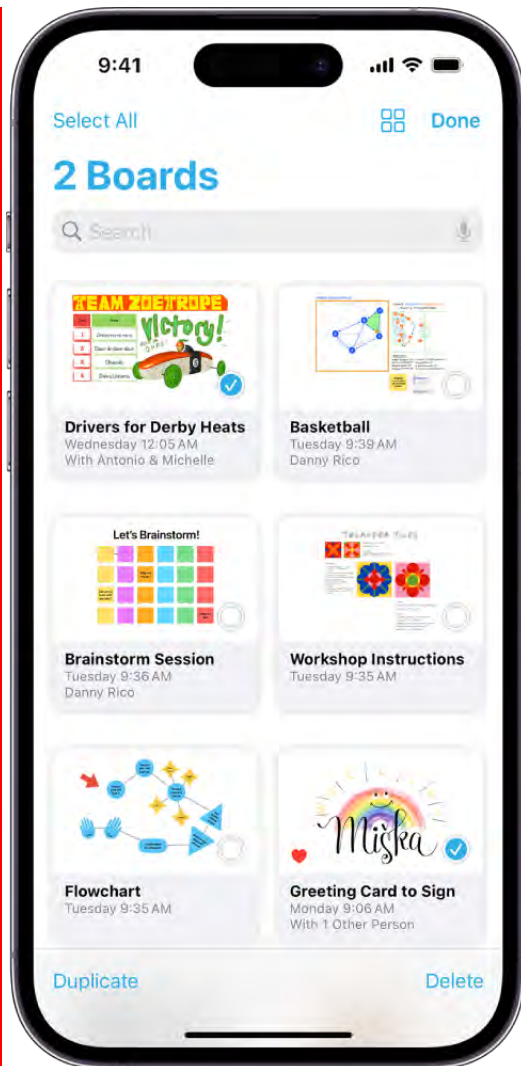 9:41
Select All
Done
2 Boards
Search
TEAM ZOETROPE
Victory!
Drivers for Derby Heats
Wednesday 12:05 AM
With Antonio & Michelle
Basketball
Tuesday 9:39 AM
Danny Rico
Let's Brainstorm!
Brainstorm Session
Tuesday 9:36 AM
Danny Rico
TALAVERA TILES
Workshop Instructions
Tuesday 9:35 AM
Flowchart
Tuesday 9:35 AM
Miška
Greeting Card to Sign
Monday 9:06 AM
With 1 Other Person
Duplicate
Delete